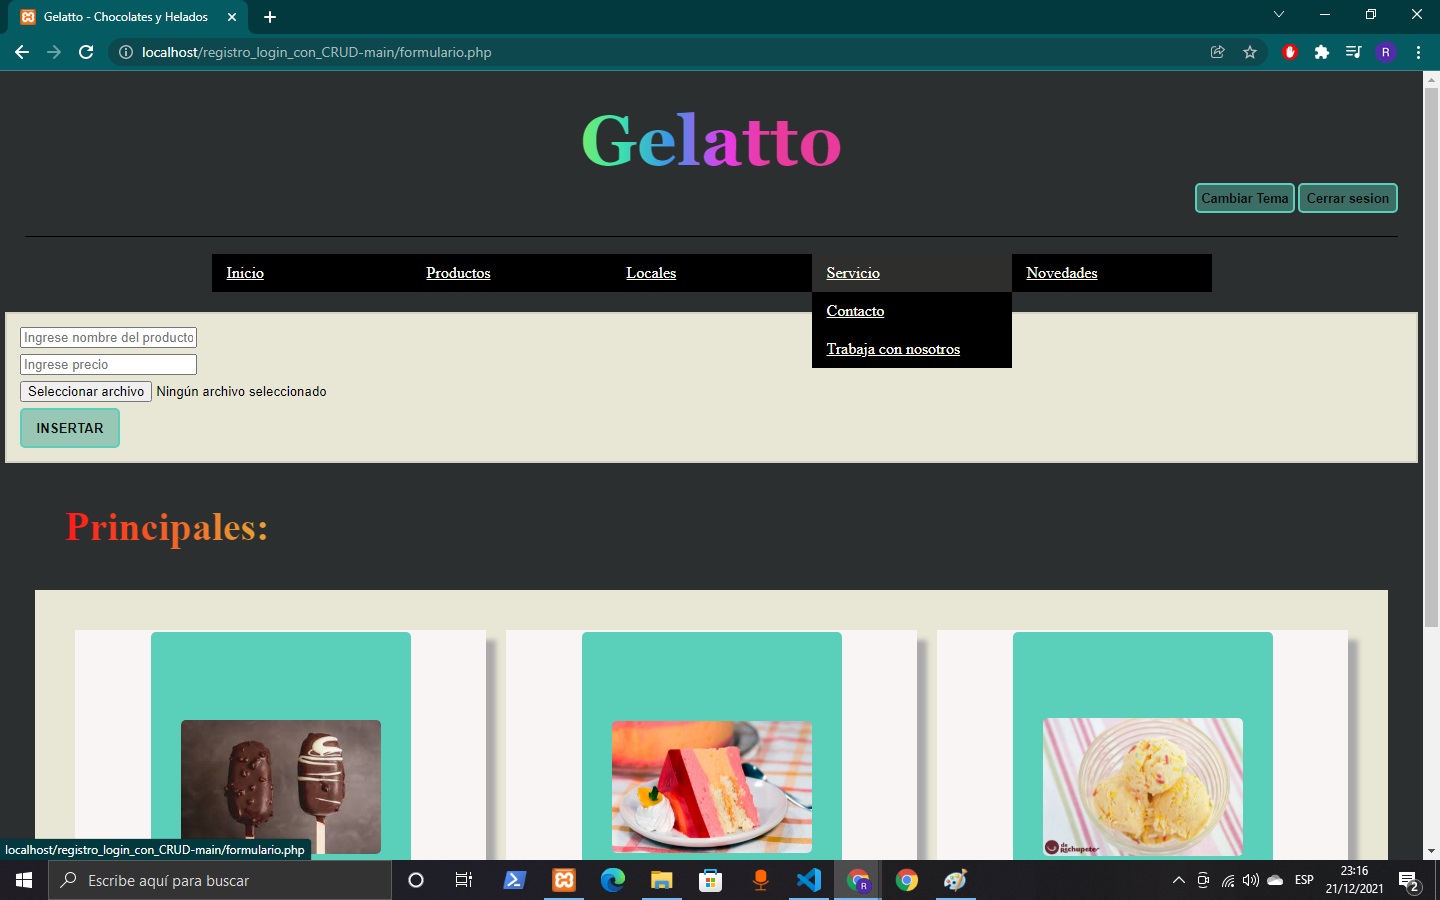 Gelatto - Chocolates y Helados
localhost/registro_login_con_CRUD-main/formulario.php
R
Gelatto
Cambiar Tema
Cerrar sesion
Inicio
Productos
Locales
Servicio
Novedades
Contacto
Trabaja con nosotros
Ingrese nombre del producto
Ingrese precio
Seleccionar archivo Ningún archivo seleccionado
INSERTAR
Principales:
localhost/registro_login_con_CRUD-main/formulario.php
Escribe aquí para buscar
R
ESP
23:16
21/12/2021
2